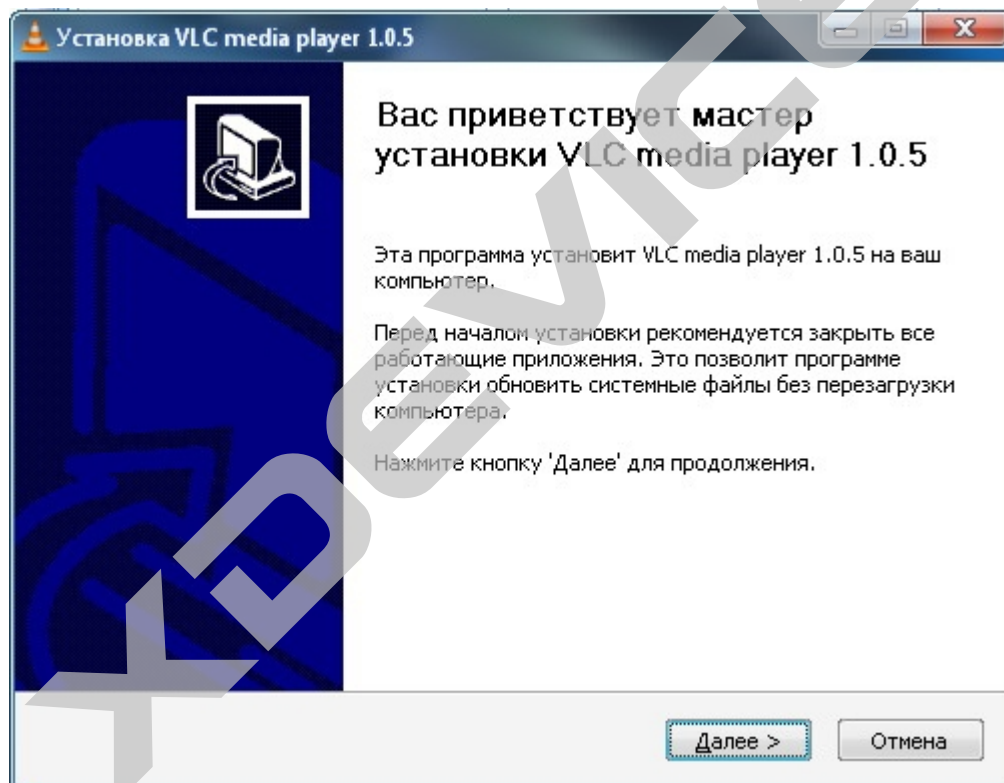 Установка VLC media player 1.0.5
Вас приветствует мастер
установки VLC media player 1.0.5
Эта программа установит VLC media player 1.0.5 на ваш
компьютер.
Перед началом установки рекомендуется закрыть все
работающие приложения. Это позволит программе
установки обновить системные файлы без перезагрузки
компьютера.
Нажмите кнопку 'Далее' для продолжения.
Далее >
Отмена
XDEVICE